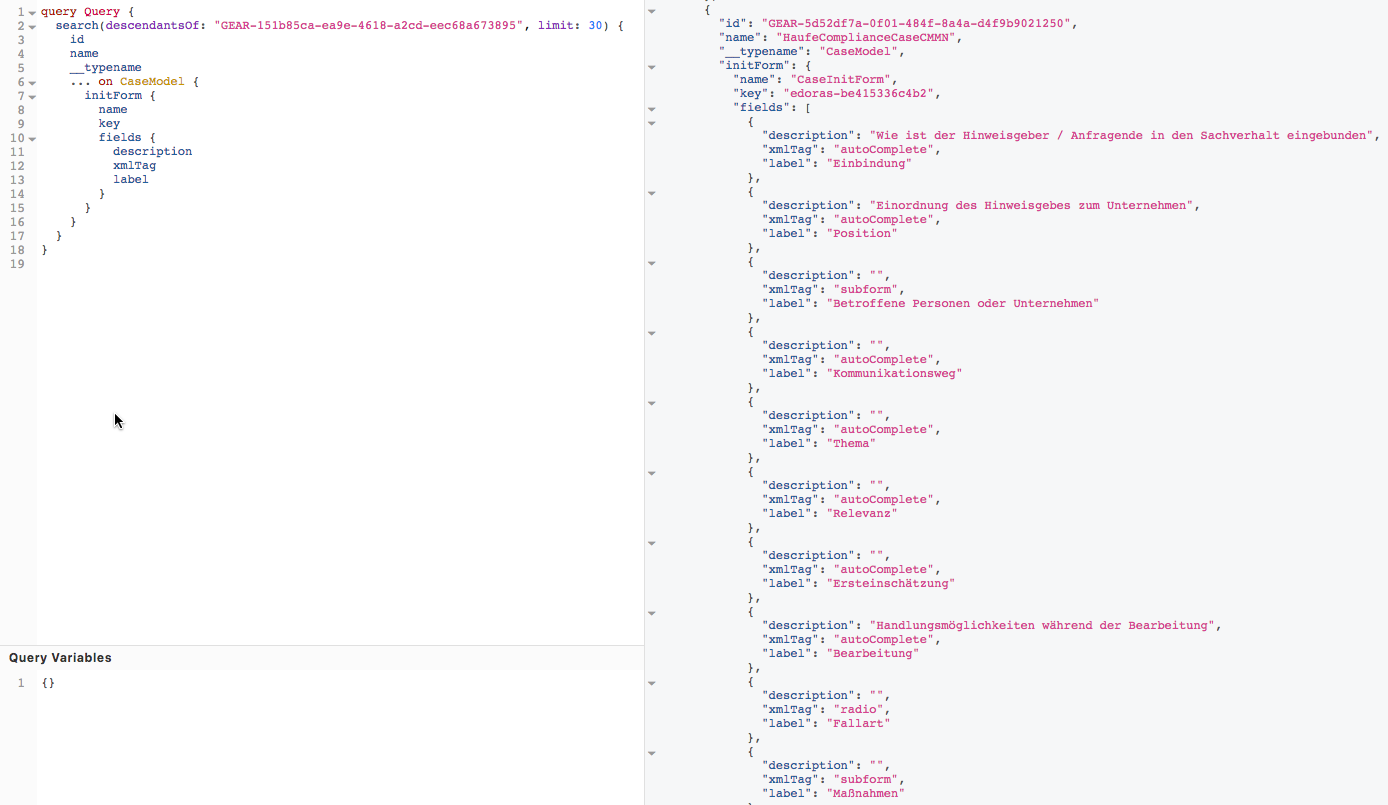 1 query Query {
2 search(descendantsOf: "GEAR-151b85ca-ea9e-4618-a2cd-eec68a673895", limit: 30) {
3 id
4 name
5 __typename
6 ... on CaseModel {
7 initForm {
8 name
9 key
10 fields {
11 description
12 xmlTag
13 label
14 }
15 }
16 }
17 }
18 }
19
Query Variables
1 {}
{
"id": "GEAR-5d52df7a-0f01-484f-8a4a-d4f9b9021250",
"name": "HaufeComplianceCaseCMMN",
"__typename": "CaseModel",
"initForm": {
"name": "CaseInitForm",
"key": "edoras-be415336c4b2",
"fields": [
{
"description": "Wie ist der Hinweisgeber / Anfragende in den Sachverhalt eingebunden",
"xmlTag": "autoComplete",
"label": "Einbindung"
},
{
"description": "Einordnung des Hinweisgebes zum Unternehmen",
"xmlTag": "autoComplete",
"label": "Position"
},
{
"description": "",
"xmlTag": "subform",
"label": "Betroffene Personen oder Unternehmen"
},
{
"description": "",
"xmlTag": "autoComplete",
"label": "Kommunikationsweg"
},
{
"description": "",
"xmlTag": "autoComplete",
"label": "Thema"
},
{
"description": "",
"xmlTag": "autoComplete",
"label": "Relevanz"
},
{
"description": "",
"xmlTag": "autoComplete",
"label": "Ersteinschätzung"
},
{
"description": "Handlungsmöglichkeiten während der Bearbeitung",
"xmlTag": "autoComplete",
"label": "Bearbeitung"
},
{
"description": "",
"xmlTag": "radio",
"label": "Fallart"
},
{
"description": "",
"xmlTag": "subform",
"label": "Maßnahmen"